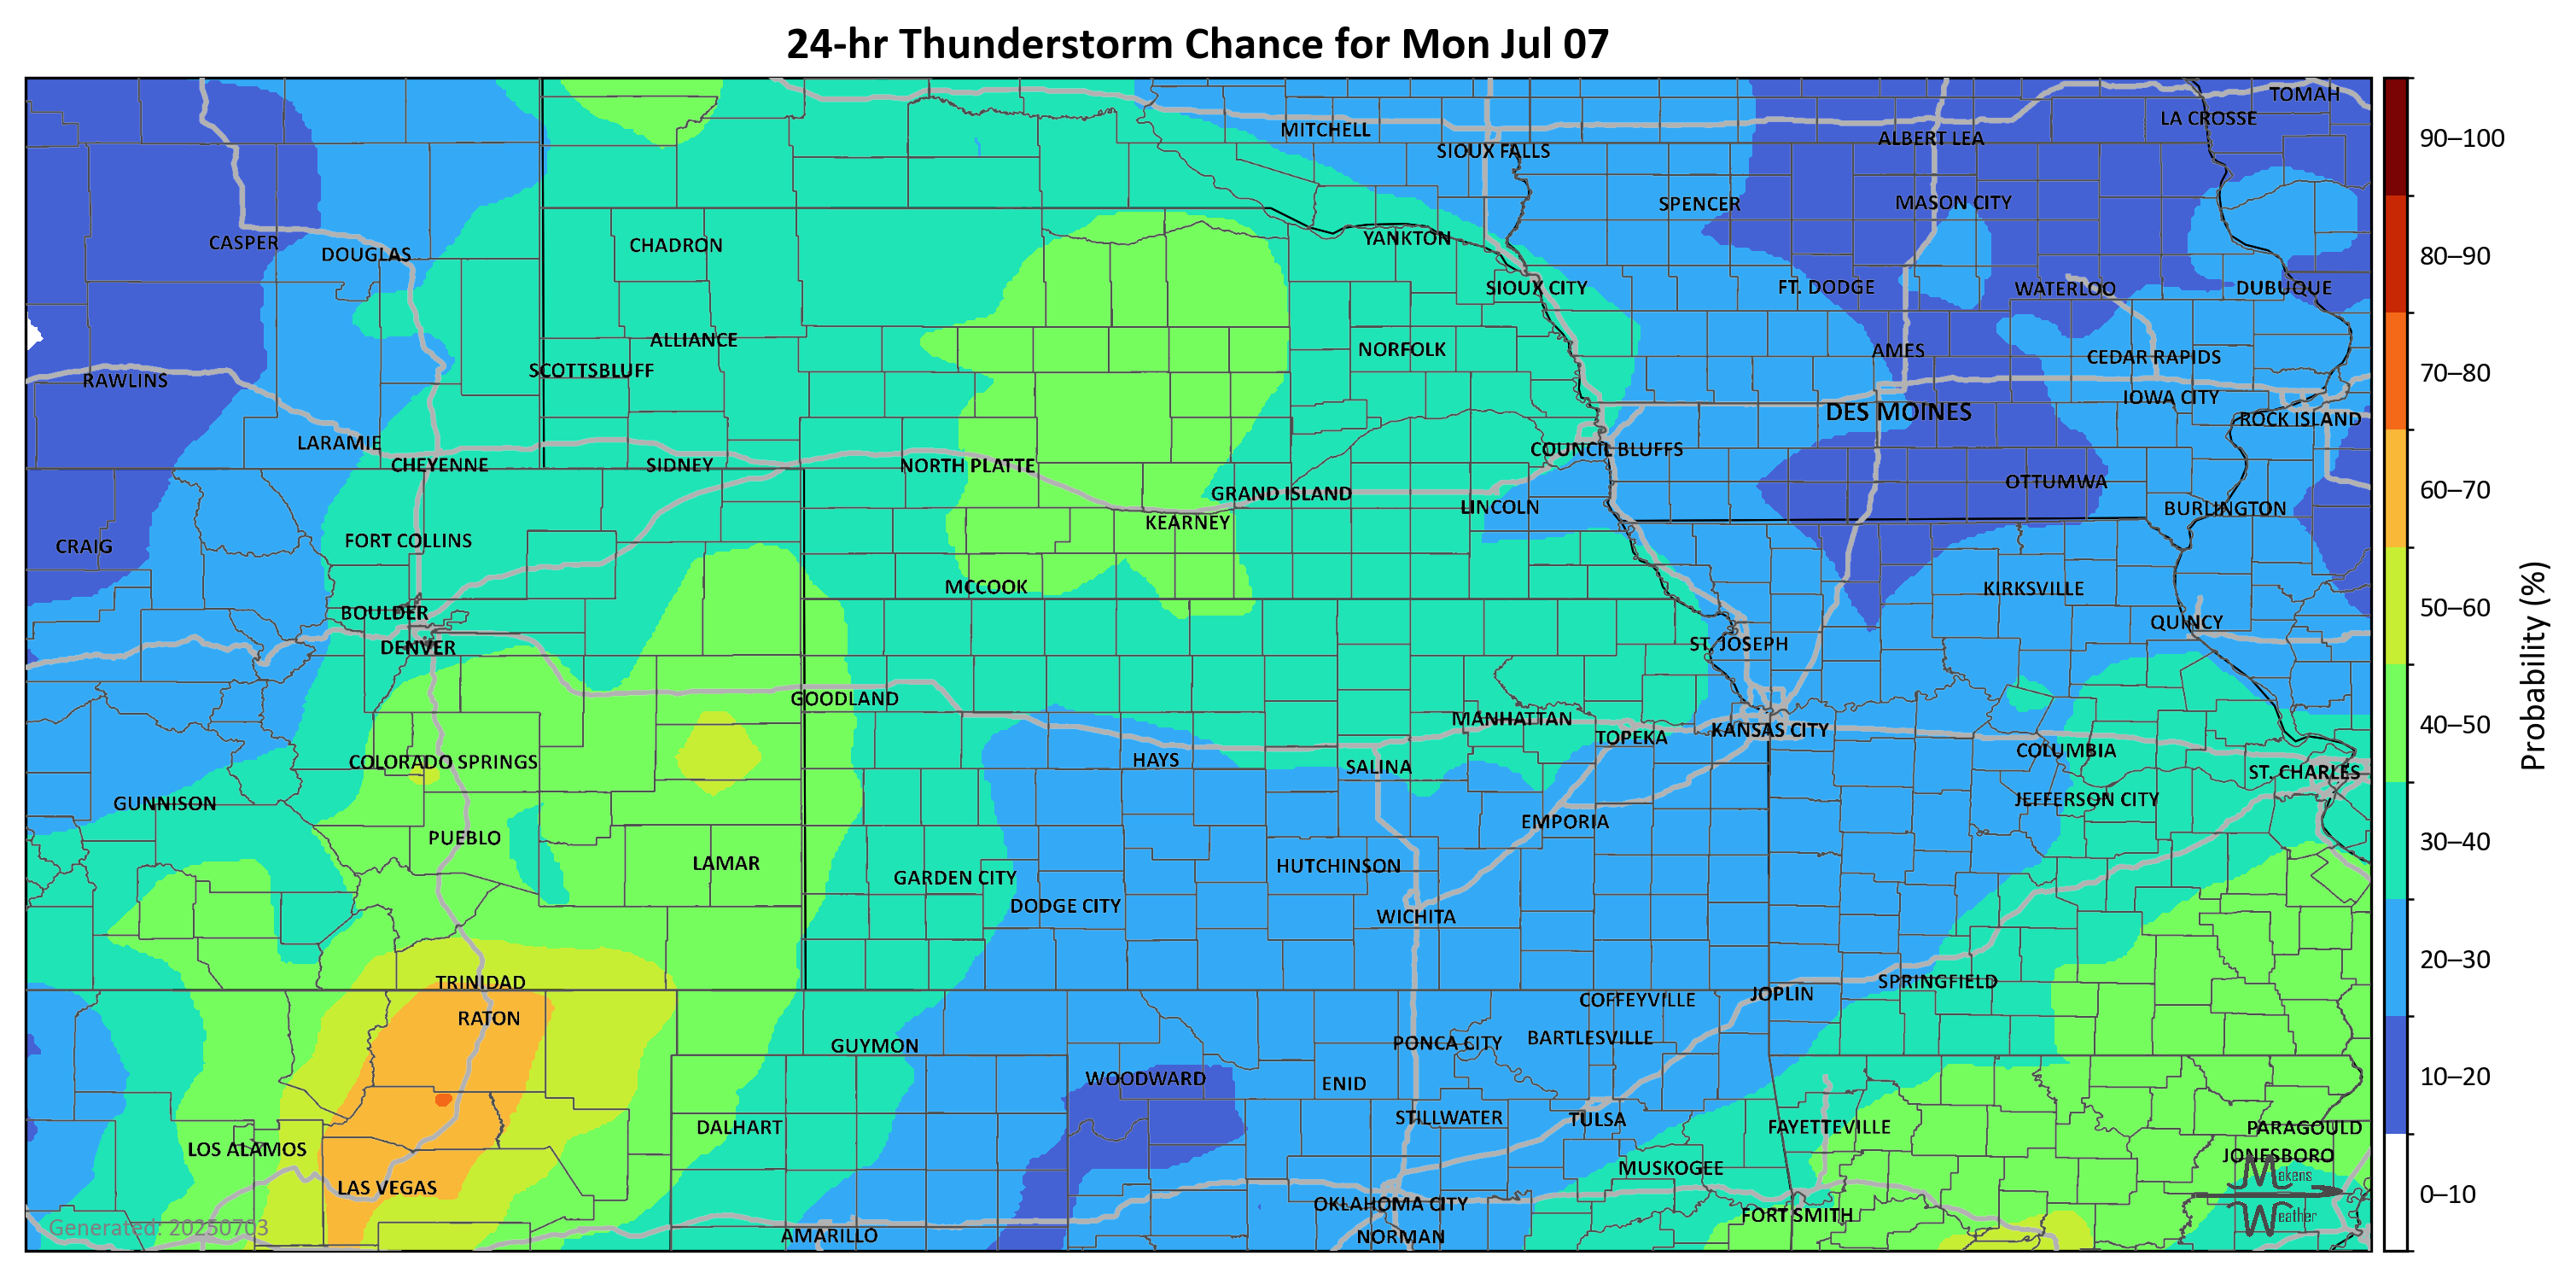 24-hr Thunderstorm Chance for Mon Jul 07
TOMAH
LA CROSSE
MITCHELL
ALBERT LEA
SIOUX FALLS
SPENCER
MASON CITY
CASPER
DOUGLAS
CHADRON
YANKTON
SIOUX CITY
FT. DODGE
WATERLOO
DUBUQUE
ALLIANCE
NORFOLK
AMES
CEDAR RAPIDS
RAWLINS
SCOTTSBLUFF
IOWA CITY
DES MOINES
ROCK ISLAND
LARAMIE
COUNCIL BLUFFS
CHEYENNE
SIDNEY
NORTH PLATTE
OTTUMWA
GRAND ISLAND
LINCOLN
BURLINGTON
KEARNEY
CRAIG
FORT COLLINS
MCCOOK
KIRKSVILLE
BOULDER
QUINCY
DENVER
ST. JOSEPH
GOODLAND
MANHATTAN
TOPEKA
KANSAS CITY
COLUMBIA
COLORADO SPRINGS
HAYS
SALINA
ST. CHARLES
GUNNISON
JEFFERSON CITY
PUEBLO
EMPORIA
LAMAR
HUTCHINSON
GARDEN CITY
DODGE CITY
WICHITA
TRINIDAD
SPRINGFIELD
JOPLIN
COFFEYVILLE
RATON
BARTLESVILLE
GUYMON
PONCA CITY
WOODWARD
ENID
STILLWATER
TULSA
DALHART
FAYETTEVILLE
PARAGOULD
LOS ALAMOS
JONESBORO
MUSKOGEE
Makens
LAS VEGAS
OKLAHOMA CITY
FORT SMITH
Weather
Generated: 20250703
AMARILLO
NORMAN
90–100
80–90
70–80
60–70
50–60
40–50
30–40
20–30
10–20
0–10
Probability (%)